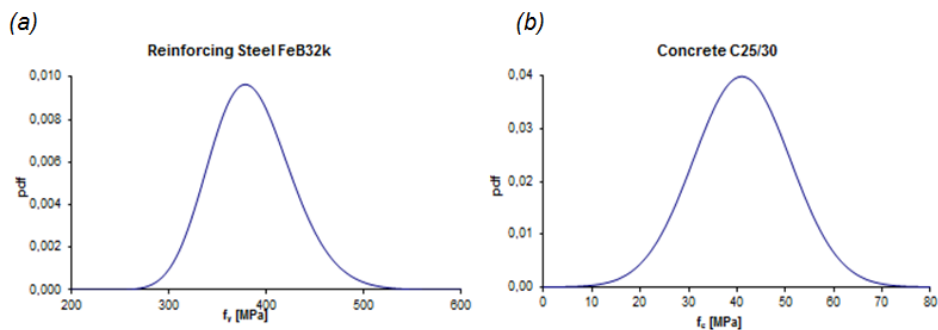 (a)
Reinforcing Steel FeB32k
0,010
0,008
0,006
0,004
0,002
0,000
pdf
200 300 400 500 600
fᵧ [MPa]
(b)
Concrete C25/30
0,04
0,03
0,02
0,01
0,00
pdf
0 10 20 30 40 50 60 70 80
f꜀ [MPa]